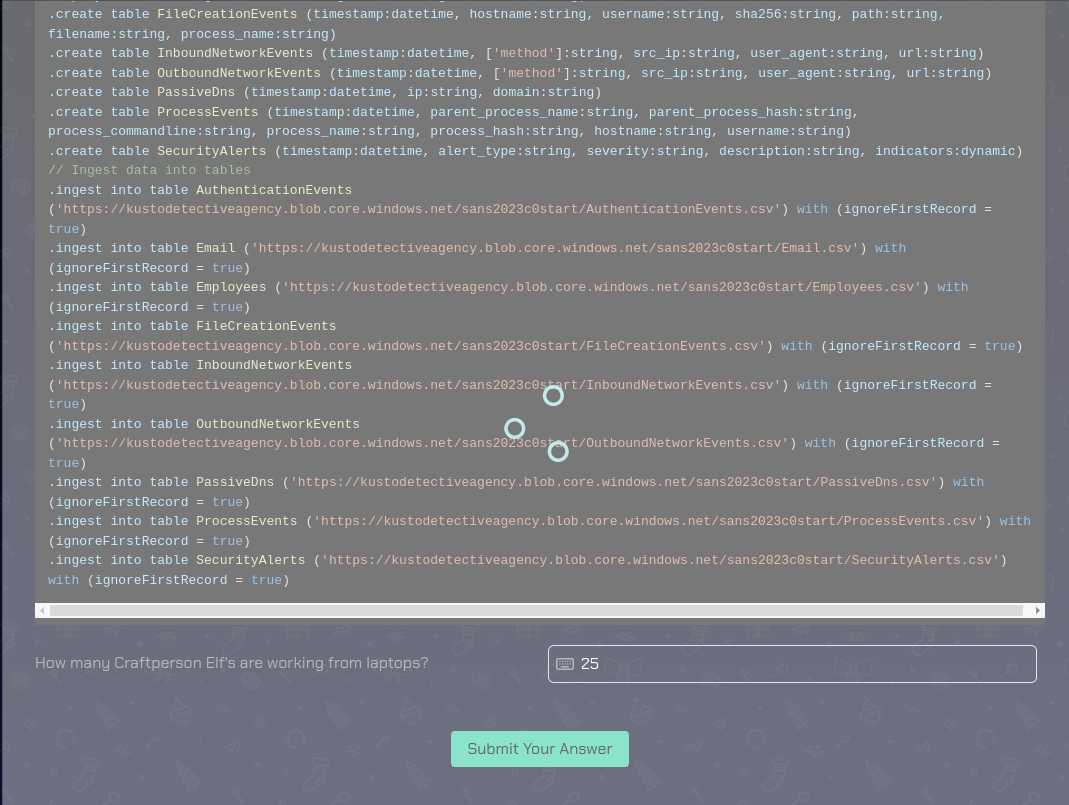 .create table FileCreationEvents (timestamp:datetime, hostname:string, username:string, sha256:string, path:string,
filename:string, process_name:string)
.create table InboundNetworkEvents (timestamp:datetime, ['method']:string, src_ip:string, user_agent:string, url:string)
.create table OutboundNetworkEvents (timestamp:datetime, ['method']:string, src_ip:string, user_agent:string, url:string)
.create table PassiveDns (timestamp:datetime, ip:string, domain:string)
.create table ProcessEvents (timestamp:datetime, parent_process_name:string, parent_process_hash:string,
process_commandline:string, process_name:string, process_hash:string, hostname:string, username:string)
.create table SecurityAlerts (timestamp:datetime, alert_type:string, severity:string, description:string, indicators:dynamic)
// Ingest data into tables
.ingest into table AuthenticationEvents
('https://kustodetectiveagency.blob.core.windows.net/sans2023c0start/AuthenticationEvents.csv') with (ignoreFirstRecord =
true)
.ingest into table Email ('https://kustodetectiveagency.blob.core.windows.net/sans2023c0start/Email.csv') with
(ignoreFirstRecord = true)
.ingest into table Employees ('https://kustodetectiveagency.blob.core.windows.net/sans2023c0start/Employees.csv') with
(ignoreFirstRecord = true)
.ingest into table FileCreationEvents
('https://kustodetectiveagency.blob.core.windows.net/sans2023c0start/FileCreationEvents.csv') with (ignoreFirstRecord = true)
.ingest into table InboundNetworkEvents
('https://kustodetectiveagency.blob.core.windows.net/sans2023c0start/InboundNetworkEvents.csv') with (ignoreFirstRecord =
true)
.ingest into table OutboundNetworkEvents
('https://kustodetectiveagency.blob.core.windows.net/sans2023c0start/OutboundNetworkEvents.csv') with (ignoreFirstRecord =
true)
.ingest into table PassiveDns ('https://kustodetectiveagency.blob.core.windows.net/sans2023c0start/PassiveDns.csv') with
(ignoreFirstRecord = true)
.ingest into table ProcessEvents ('https://kustodetectiveagency.blob.core.windows.net/sans2023c0start/ProcessEvents.csv') with
(ignoreFirstRecord = true)
.ingest into table SecurityAlerts ('https://kustodetectiveagency.blob.core.windows.net/sans2023c0start/SecurityAlerts.csv')
with (ignoreFirstRecord = true)
How many Craftperson Elf's are working from laptops?
25
Submit Your Answer